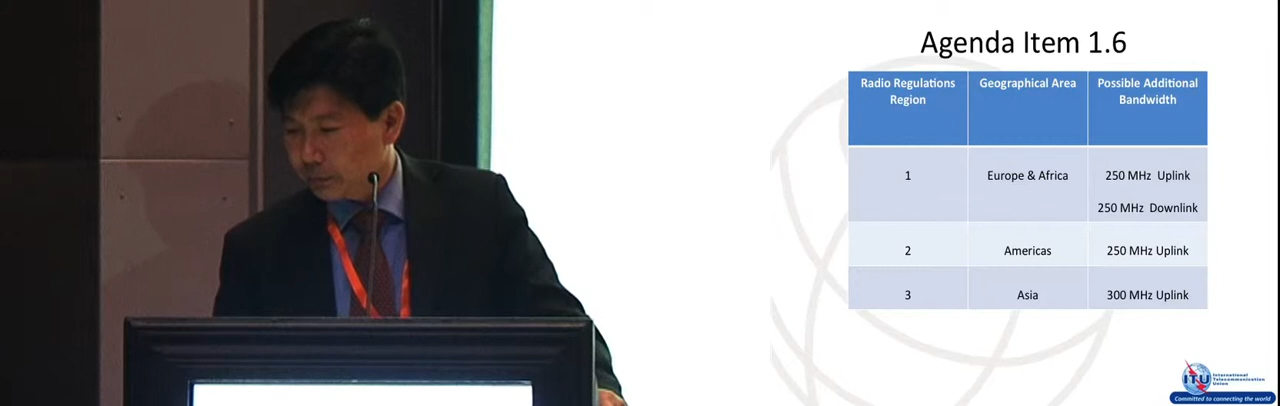 Agenda Item 1.6
Radio Regulations Region
Geographical Area
Possible Additional Bandwidth
1
Europe & Africa
250 MHz Uplink
250 MHz Downlink
2
Americas
250 MHz Uplink
3
Asia
300 MHz Uplink
ITU
International
Telecommunication
Union
Committed to connecting the world